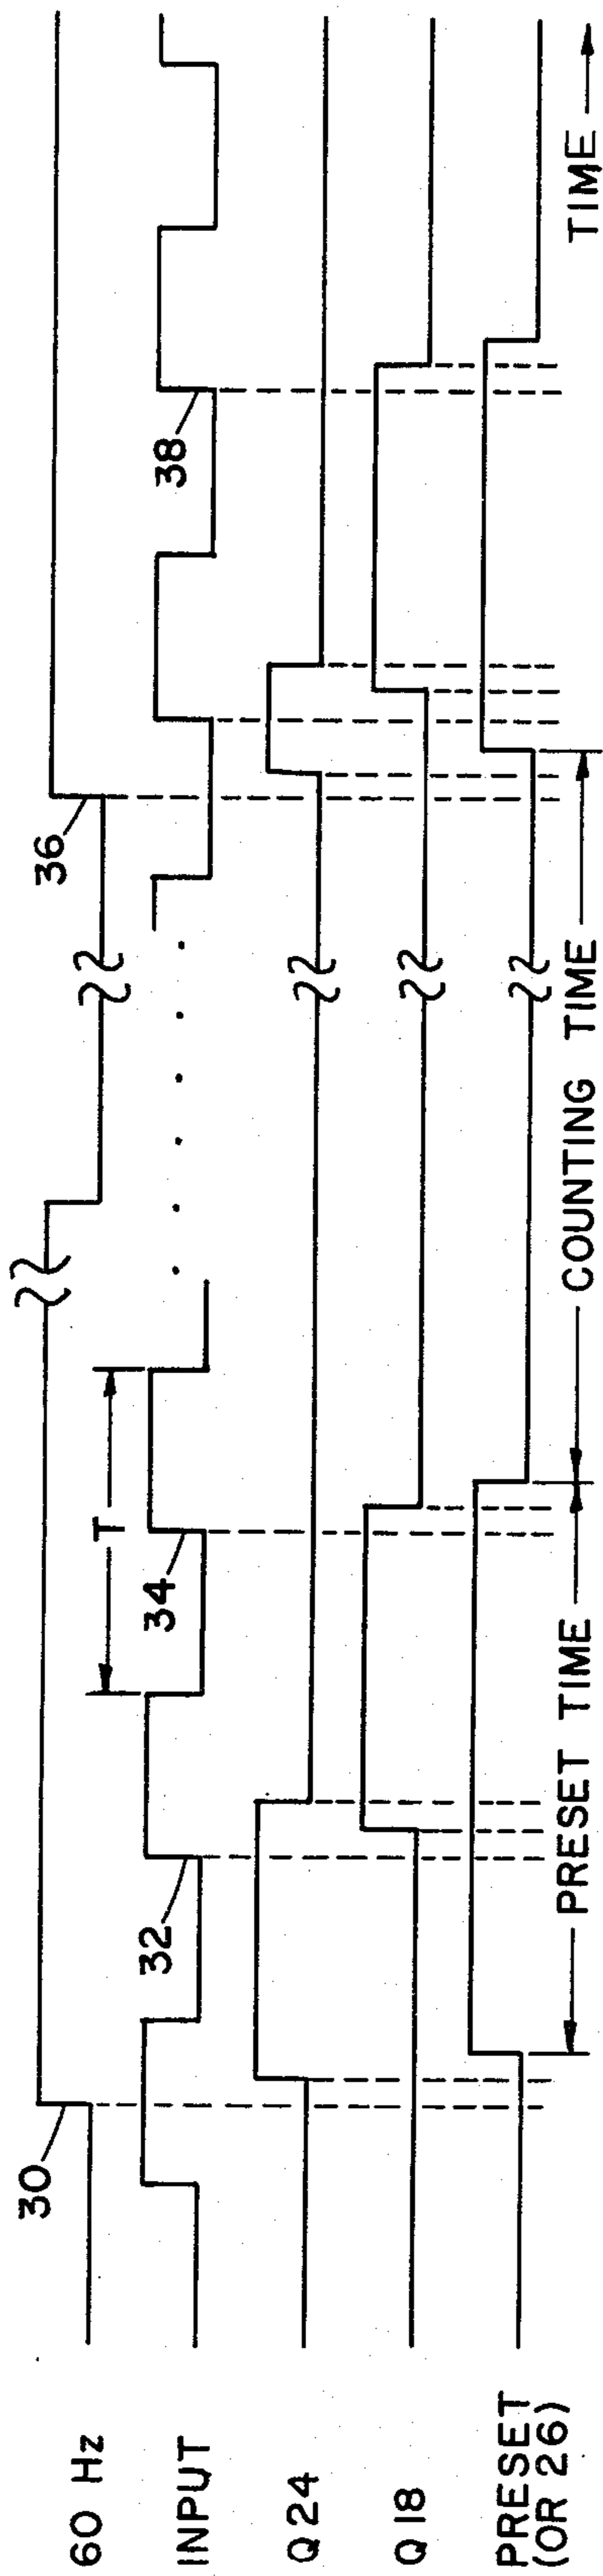 60 Hz
30
36
INPUT
32
34
T
38
Q24
Q18
PRESET
(OR 26)
PRESET TIME
COUNTING TIME
TIME